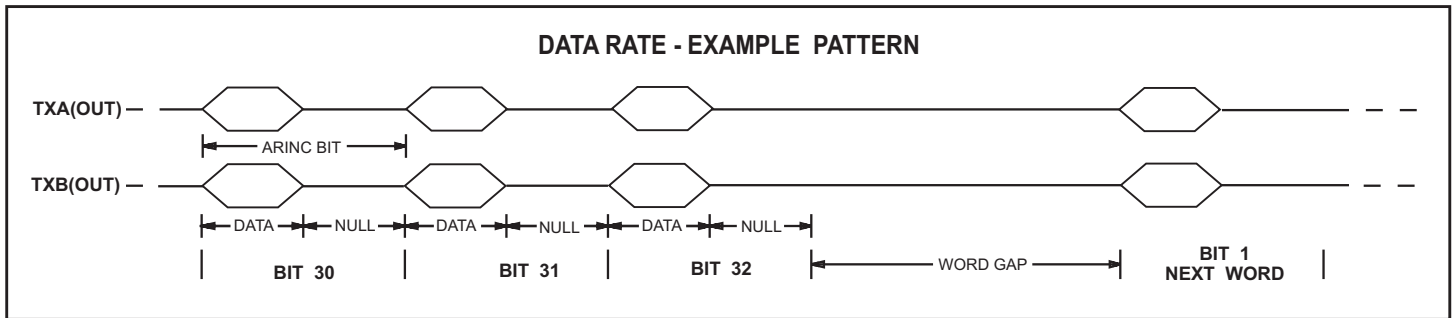 DATA RATE - EXAMPLE PATTERN
TXA(OUT)
ARINC BIT
TXB(OUT)
DATA NULL DATA NULL DATA NULL
BIT 30 BIT 31 BIT 32 WORD GAP BIT 1
NEXT WORD